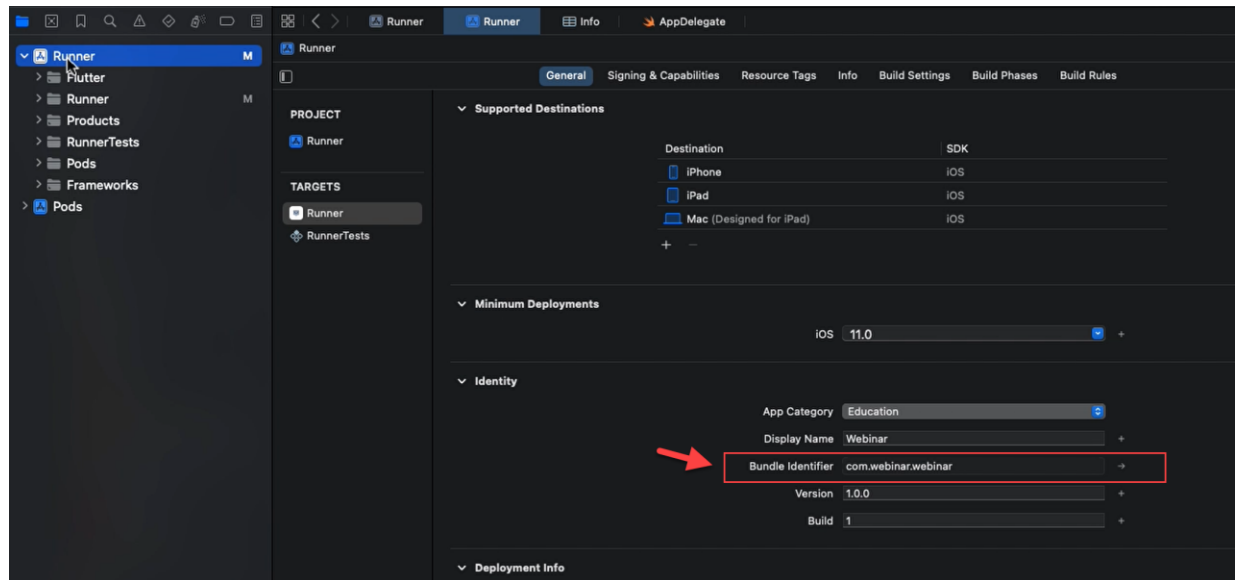 Runner
Runner
Info
AppDelegate
Runner M
Flutter
Runner M
Products
RunnerTests
Pods
Frameworks
Pods
Runner
General Signing & Capabilities Resource Tags Info Build Settings Build Phases Build Rules
PROJECT
Runner
TARGETS
Runner
RunnerTests
Supported Destinations
Destination SDK
iPhone iOS
iPad iOS
Mac (Designed for iPad) iOS
Minimum Deployments
iOS 11.0
Identity
App Category Education
Display Name Webinar
Bundle Identifier com.webinar.webinar
Version 1.0.0
Build 1
Deployment Info